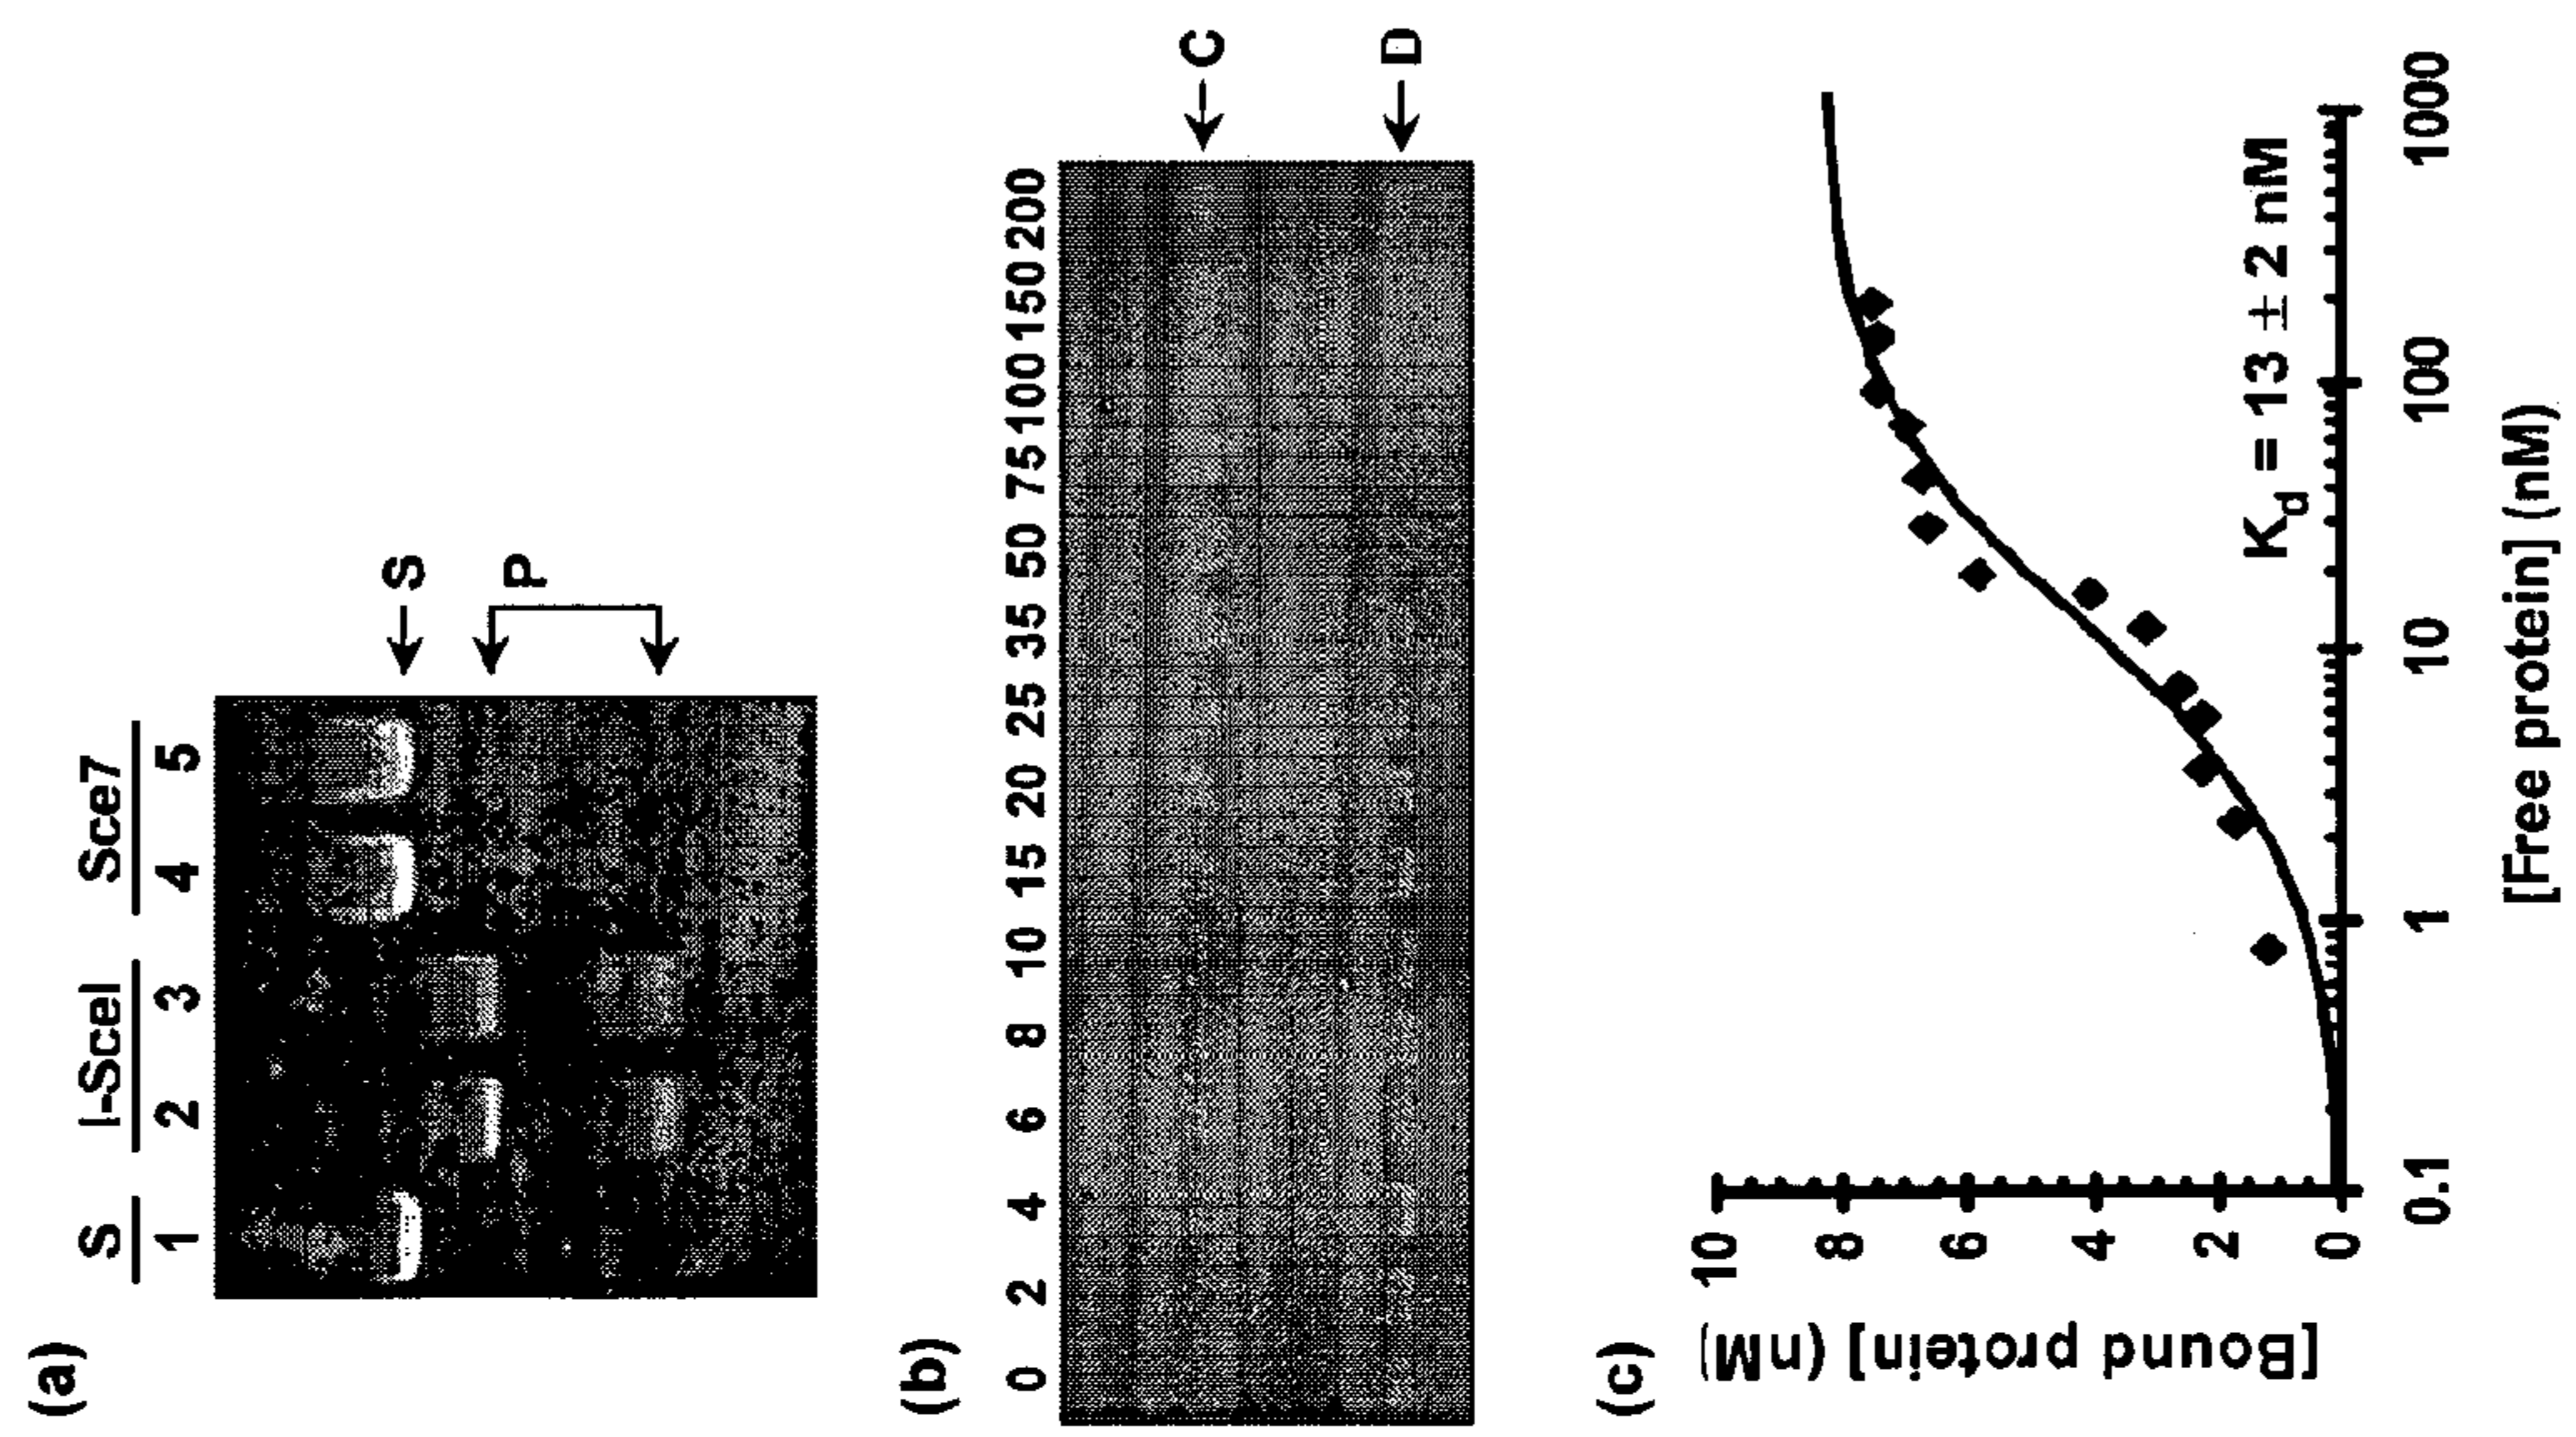 (a)
S I-SceI Sce7
1 2 3 4 5
S
P
(b)
0 2 4 6 8 10 15 20 25 35 50 75 100 150 200
C
D
(c)
[Bound protein] (nM)
10
8
6
4
2
0
K_d = 13 ± 2 nM
0.1 1 10 100 1000
[Free protein] (nM)